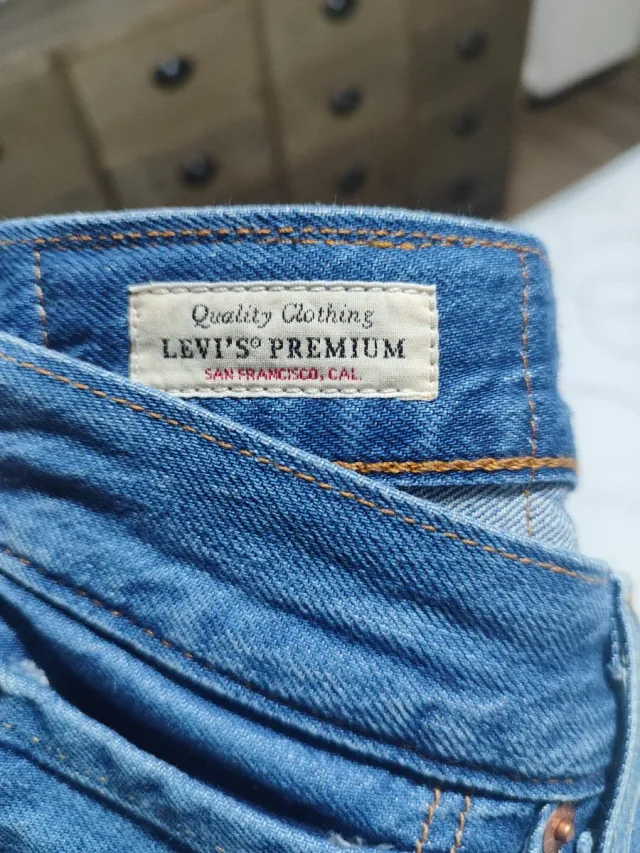 Quality Clothing
LEVI'S® PREMIUM
SAN FRANCISCO, CAL.